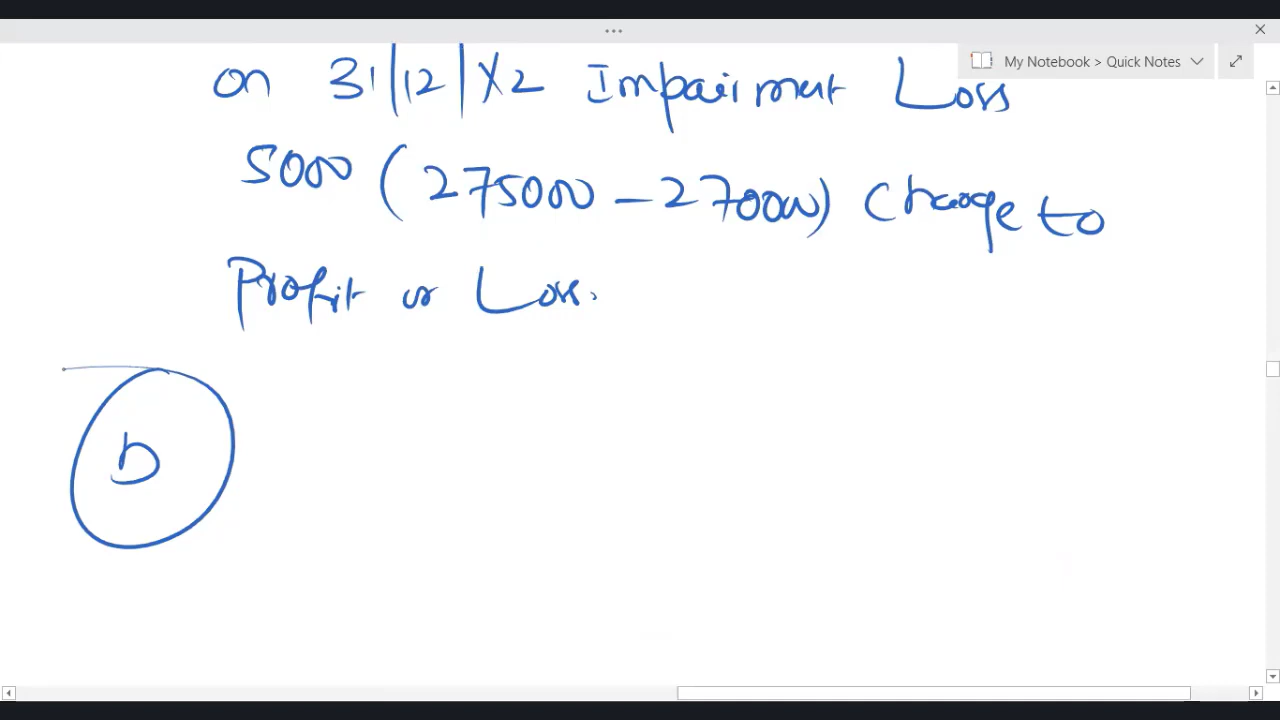 My Notebook > Quick Notes
on 31/12/X2 Impairment Loss
5000 (275000 - 270000) Charge to
Profit or Loss.
D